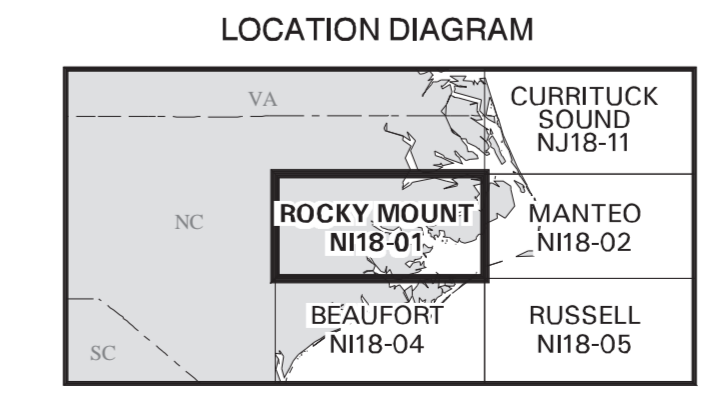 LOCATION DIAGRAM
VA
CURRITUCK
SOUND
NJ18-11
NC
ROCKY MOUNT
NI18-01
MANTEO
NI18-02
SC
BEAUFORT
NI18-04
RUSSELL
NI18-05